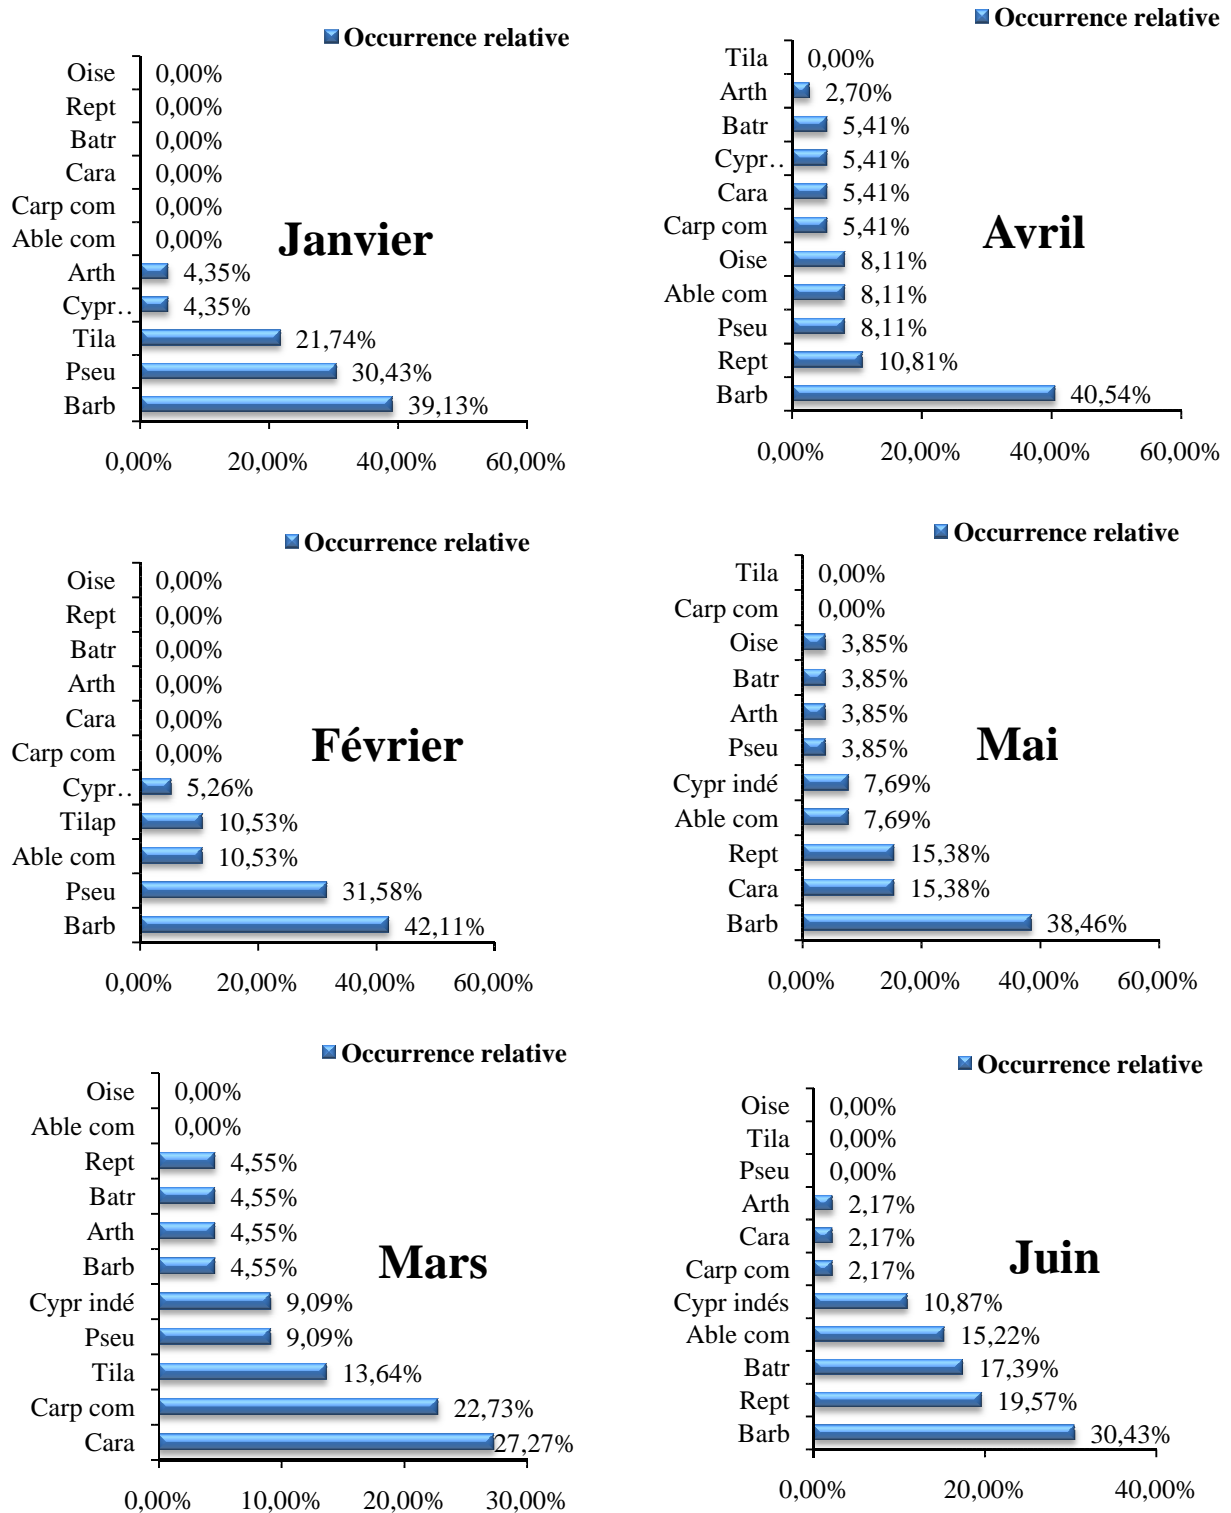 Occurrence relative
Oise 0,00%
Rept 0,00%
Batr 0,00%
Cara 0,00%
Carp com 0,00%
Able com 0,00%
Janvier
Arth 4,35%
Cypr.. 4,35%
Tila 21,74%
Pseu 30,43%
Barb 39,13%
0,00% 20,00% 40,00% 60,00%
Occurrence relative
Tila 0,00%
Arth 2,70%
Batr 5,41%
Cypr.. 5,41%
Cara 5,41%
Carp com 5,41%
Avril
Oise 8,11%
Able com 8,11%
Pseu 8,11%
Rept 10,81%
Barb 40,54%
0,00% 20,00% 40,00% 60,00%
Occurrence relative
Oise 0,00%
Rept 0,00%
Batr 0,00%
Arth 0,00%
Cara 0,00%
Carp com 0,00%
Février
Cypr.. 5,26%
Tilap 10,53%
Able com 10,53%
Pseu 31,58%
Barb 42,11%
0,00% 20,00% 40,00% 60,00%
Occurrence relative
Tila 0,00%
Carp com 0,00%
Oise 3,85%
Batr 3,85%
Arth 3,85%
Pseu 3,85%
Mai
Cypr indé 7,69%
Able com 7,69%
Rept 15,38%
Cara 15,38%
Barb 38,46%
0,00% 20,00% 40,00% 60,00%
Occurrence relative
Oise 0,00%
Able com 0,00%
Rept 4,55%
Batr 4,55%
Arth 4,55%
Barb 4,55%
Mars
Cypr indé 9,09%
Pseu 9,09%
Tila 13,64%
Carp com 22,73%
Cara 27,27%
0,00% 10,00% 20,00% 30,00%
Occurrence relative
Oise 0,00%
Tila 0,00%
Pseu 0,00%
Arth 2,17%
Cara 2,17%
Carp com 2,17%
Juin
Cypr indés 10,87%
Able com 15,22%
Batr 17,39%
Rept 19,57%
Barb 30,43%
0,00% 20,00% 40,00%